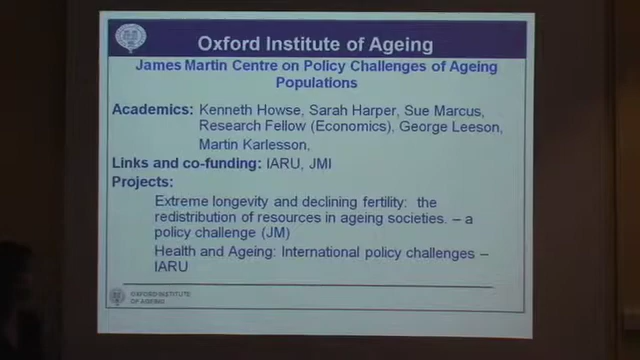 Oxford Institute of Ageing
James Martin Centre on Policy Challenges of Ageing
Populations
Academics: Kenneth Howse, Sarah Harper, Sue Marcus,
Research Fellow (Economics), George Leeson,
Martin Karlesson,
Links and co-funding: IARU, JMI
Projects:
Extreme longevity and declining fertility: the
redistribution of resources in ageing societies. – a
policy challenge (JM)
Health and Ageing: International policy challenges –
IARU
OXFORD INSTITUTE
OF AGEING